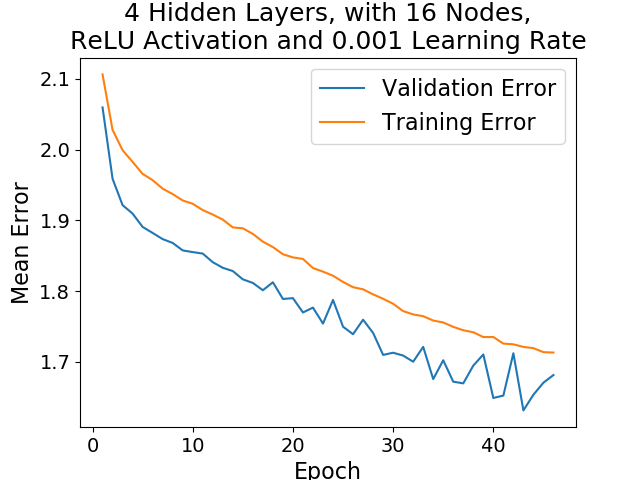 4 Hidden Layers, with 16 Nodes,
ReLU Activation and 0.001 Learning Rate
Validation Error
Training Error
Mean Error
2.1
2.0
1.9
1.8
1.7
0 10 20 30 40
Epoch